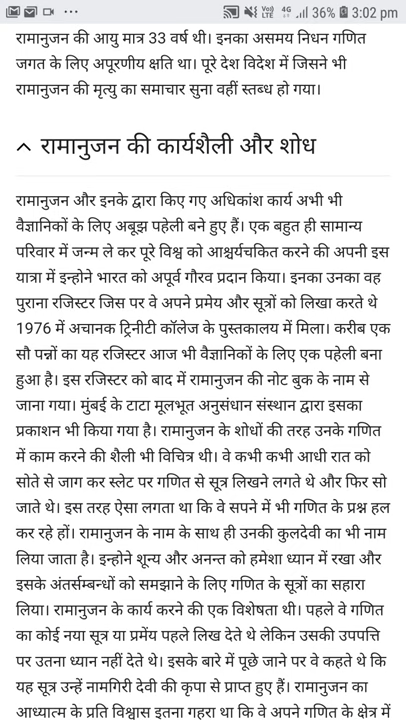 36% 3:02 pm
रामानुजन की आयु मात्र 33 वर्ष थी। इनका असमय निधन गणित
जगत के लिए अपूरणीय क्षति था। पूरे देश विदेश में जिसने भी
रामानुजन की मृत्यु का समाचार सुना वहीं स्तब्ध हो गया।
रामानुजन की कार्यशैली और शोध
रामानुजन और इनके द्वारा किए गए अधिकांश कार्य अभी भी
वैज्ञानिकों के लिए अबूझ पहेली बने हुए हैं। एक बहुत ही सामान्य
परिवार में जन्म ले कर पूरे विश्व को आश्चर्यचकित करने की अपनी इस
यात्रा में इन्होने भारत को अपूर्व गौरव प्रदान किया। इनका उनका वह
पुराना रजिस्टर जिस पर वे अपने प्रमेय और सूत्रों को लिखा करते थे
1976 में अचानक ट्रिनीटी कॉलेज के पुस्तकालय में मिला। करीब एक
सौ पन्नों का यह रजिस्टर आज भी वैज्ञानिकों के लिए एक पहेली बना
हुआ है। इस रजिस्टर को बाद में रामानुजन की नोट बुक के नाम से
जाना गया। मुंबई के टाटा मूलभूत अनुसंधान संस्थान द्वारा इसका
प्रकाशन भी किया गया है। रामानुजन के शोधों की तरह उनके गणित
में काम करने की शैली भी विचित्र थी। वे कभी कभी आधी रात को
सोते से जाग कर स्लेट पर गणित से सूत्र लिखने लगते थे और फिर सो
जाते थे। इस तरह ऐसा लगता था कि वे सपने में भी गणित के प्रश्न हल
कर रहे हों। रामानुजन के नाम के साथ ही उनकी कुलदेवी का भी नाम
लिया जाता है। इन्होने शून्य और अनन्त को हमेशा ध्यान में रखा और
इसके अंतर्सम्बन्धों को समझाने के लिए गणित के सूत्रों का सहारा
लिया। रामानुजन के कार्य करने की एक विशेषता थी। पहले वे गणित
का कोई नया सूत्र या प्रमेंय पहले लिख देते थे लेकिन उसकी उपपत्ति
पर उतना ध्यान नहीं देते थे। इसके बारे में पूछे जाने पर वे कहते थे कि
यह सूत्र उन्हें नामगिरी देवी की कृपा से प्राप्त हुए हैं। रामानुजन का
आध्यात्म के प्रति विश्वास इतना गहरा था कि वे अपने गणित के क्षेत्र में